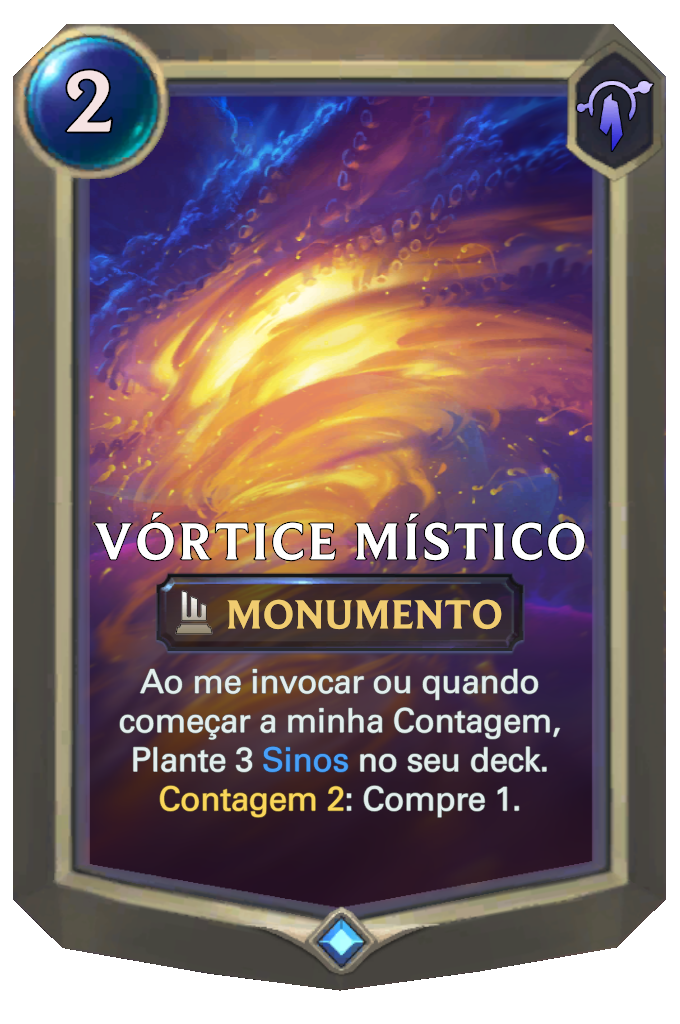 2
VÓRTICE MÍSTICO
MONUMENTO
Ao me invocar ou quando
começar a minha Contagem,
Plante 3 Sinos no seu deck.
Contagem 2: Compre 1.